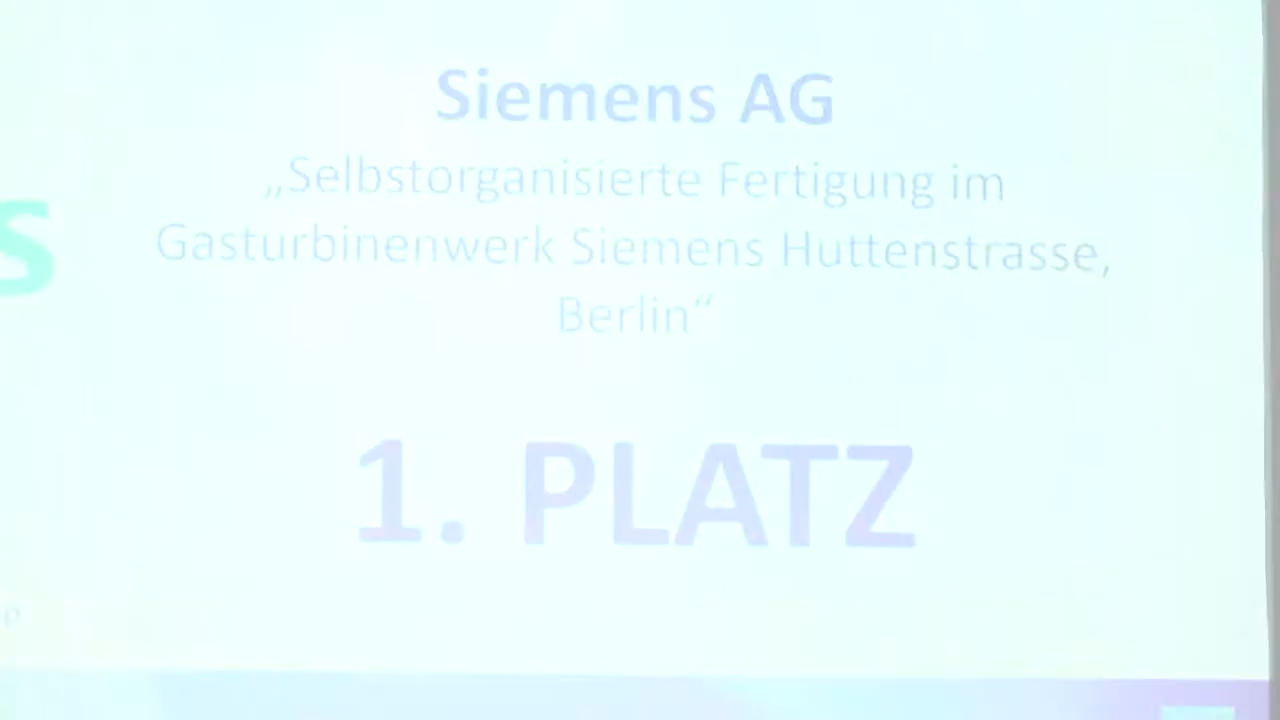 Siemens AG
„Selbstorganisierte Fertigung im
Gasturbinenwerk Siemens Huttenstrasse,
Berlin“
1. PLATZ
s
p